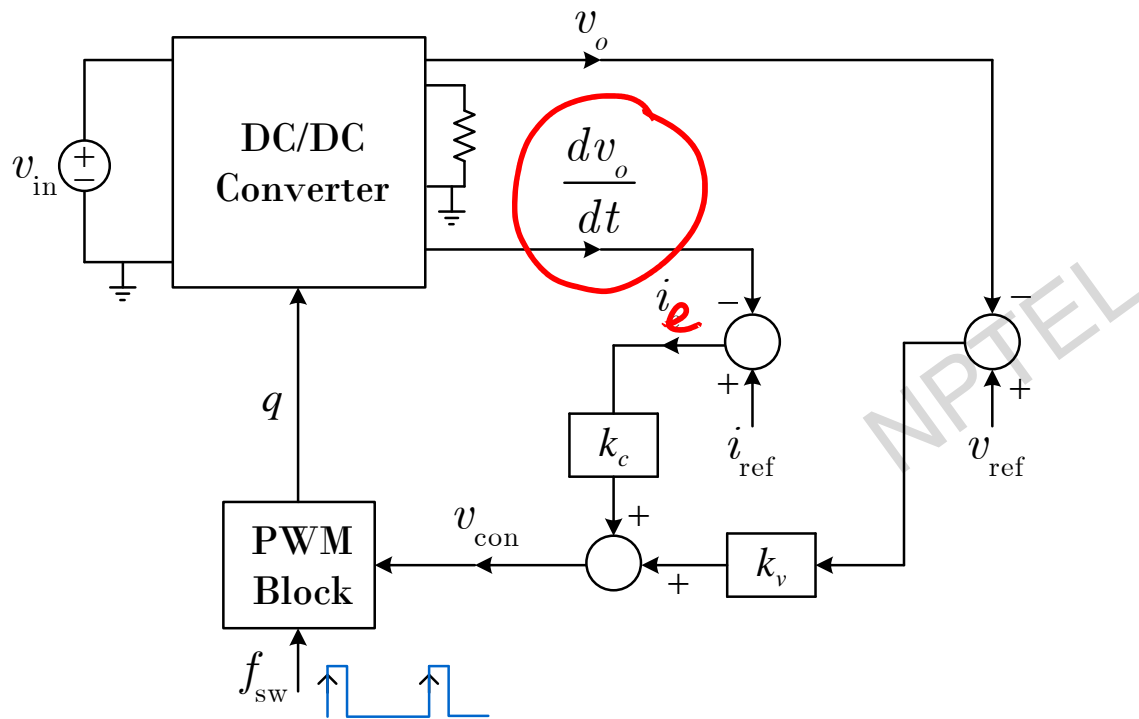 v_o
DC/DC
Converter
dv_o
dt
v_in
+
−
−
−
i_e
+
+
q
k_c
i_ref
v_ref
NPTEL
+
v_con
PWM
Block
+
k_v
f_sw